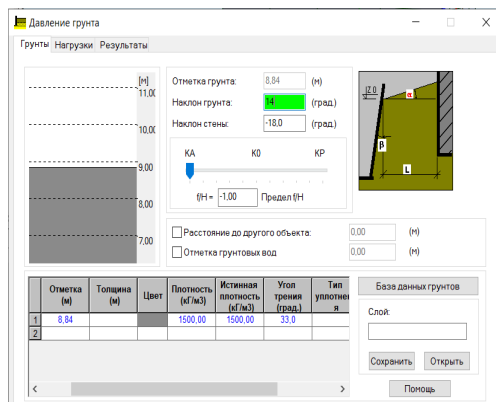 Давление грунта
Грунты Нагрузки Результаты
[м]
11,00
10,00
9,00
8,00
7,00
Отметка грунта: 8,84 (м)
Наклон грунта: 14 (град.)
Наклон стены: -18,0 (град.)
КА К0 КР
f/H = -1,00 Предел f/H
Z 0
α
β
L
Расстояние до другого объекта: 0,00 (м)
Отметка грунтовых вод 0,00 (м)
Отметка (м) Толщина (м) Цвет Плотность (кГ/м3) Истинная плотность (кГ/м3) Угол трения (град.) Тип уплотнен я
1 8,84 1500,00 1500,00 33,0
2
База данных грунтов
Слой:
Сохранить Открыть
Помощь